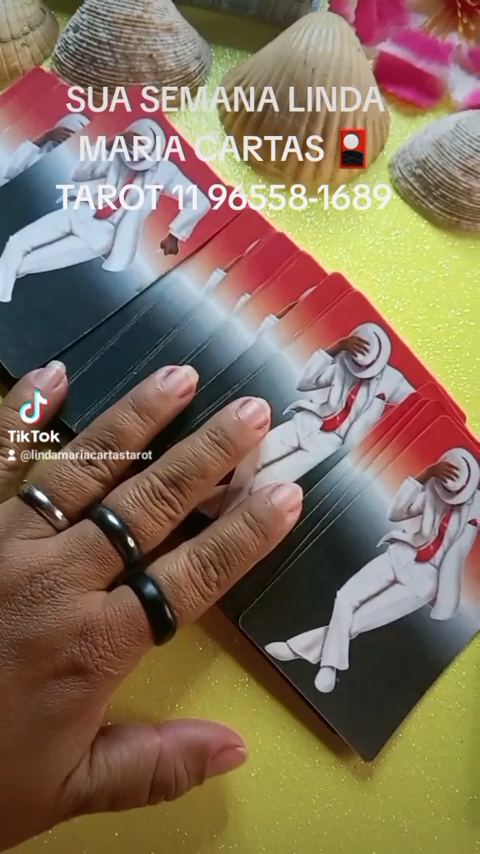 SUA SEMANA LINDA
MARIA CARTAS 🎴
TAROT 11 96558-1689
TikTok
@lindamariacartastarot